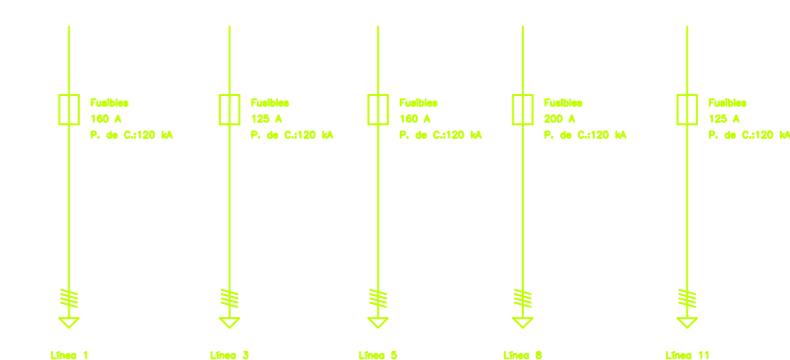 Fusibles
160 A
P. de C.:120 kA
Fusibles
125 A
P. de C.:120 kA
Fusibles
160 A
P. de C.:120 kA
Fusibles
200 A
P. de C.:120 kA
Fusibles
125 A
P. de C.:120 kA
Línea 1
Línea 3
Línea 5
Línea 8
Línea 11